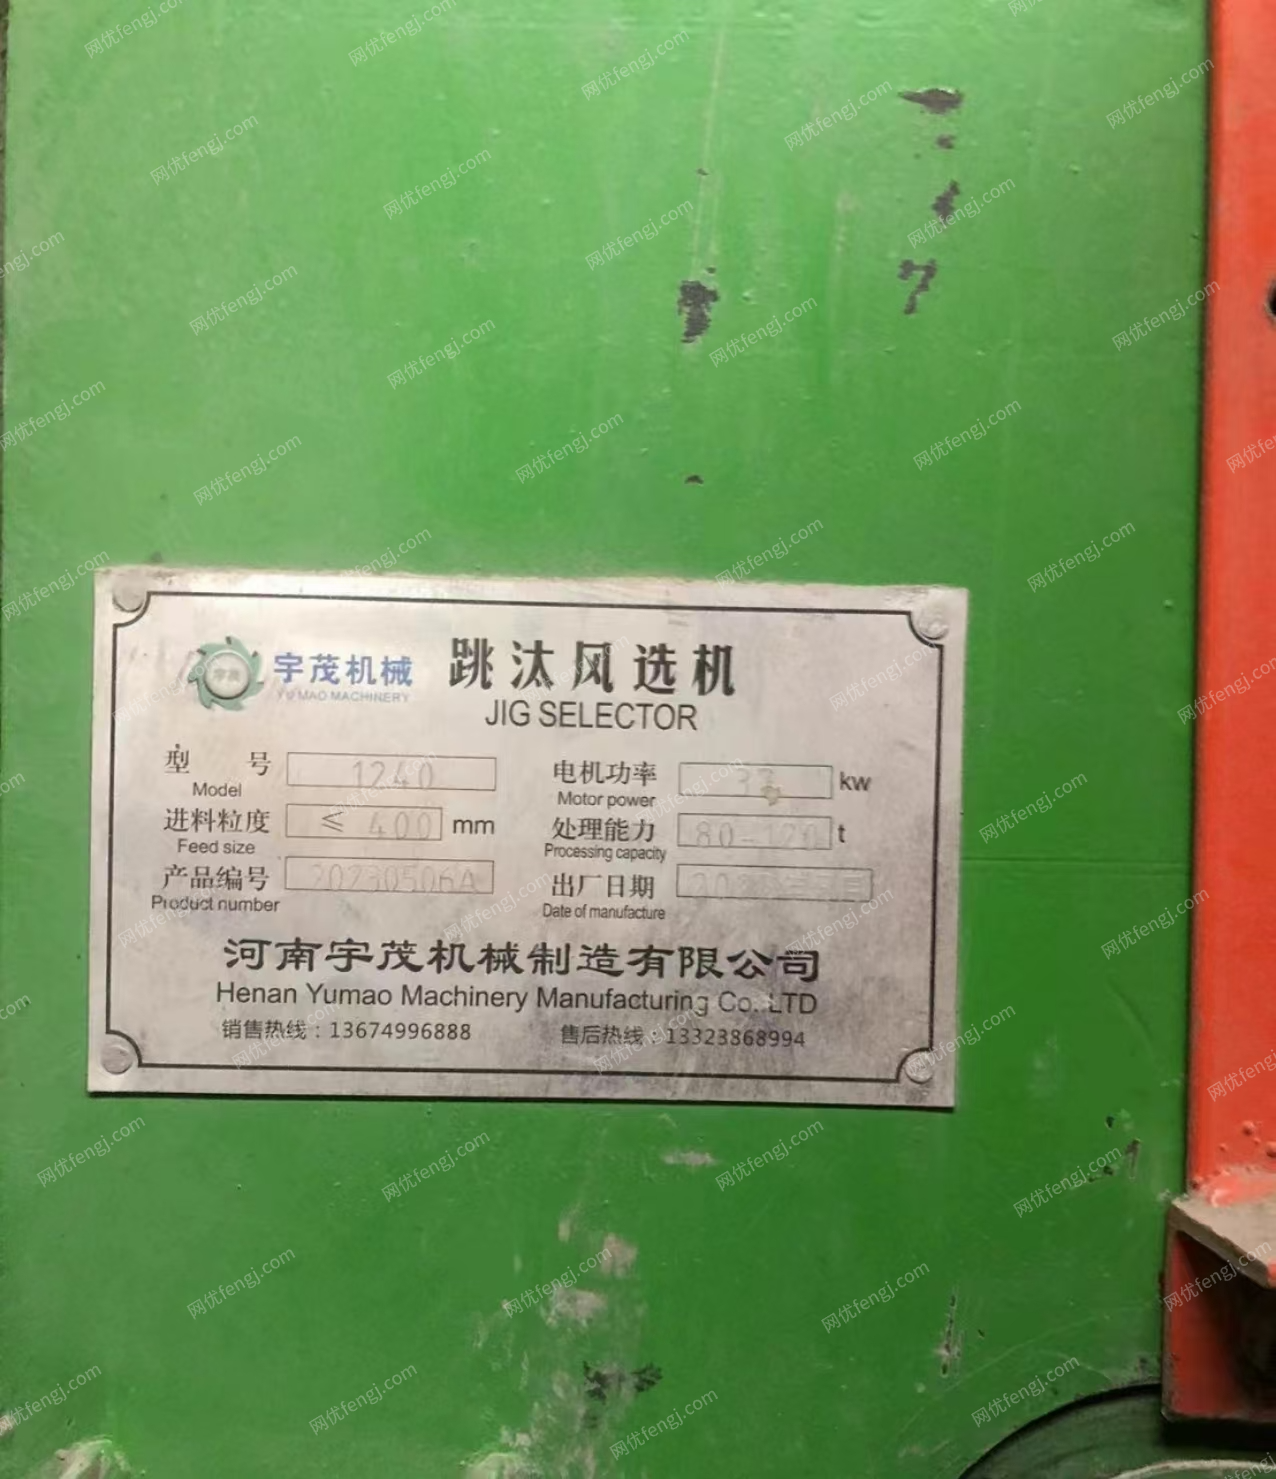 宇茂机械
YU MAO MACHINERY
跳汰风选机
JIG SELECTOR
型号 1240
Model
电机功率 kw
Motor power
进料粒度 ≤ 400 mm
Feed size
处理能力 80-120 t
Processing capacity
产品编号 20230506A
Product number
出厂日期
Date of manufacture
河南宇茂机械制造有限公司
Henan Yumao Machinery Manufacturing Co. LTD
销售热线：13674996888 售后热线：13323868994
网优fengj.com